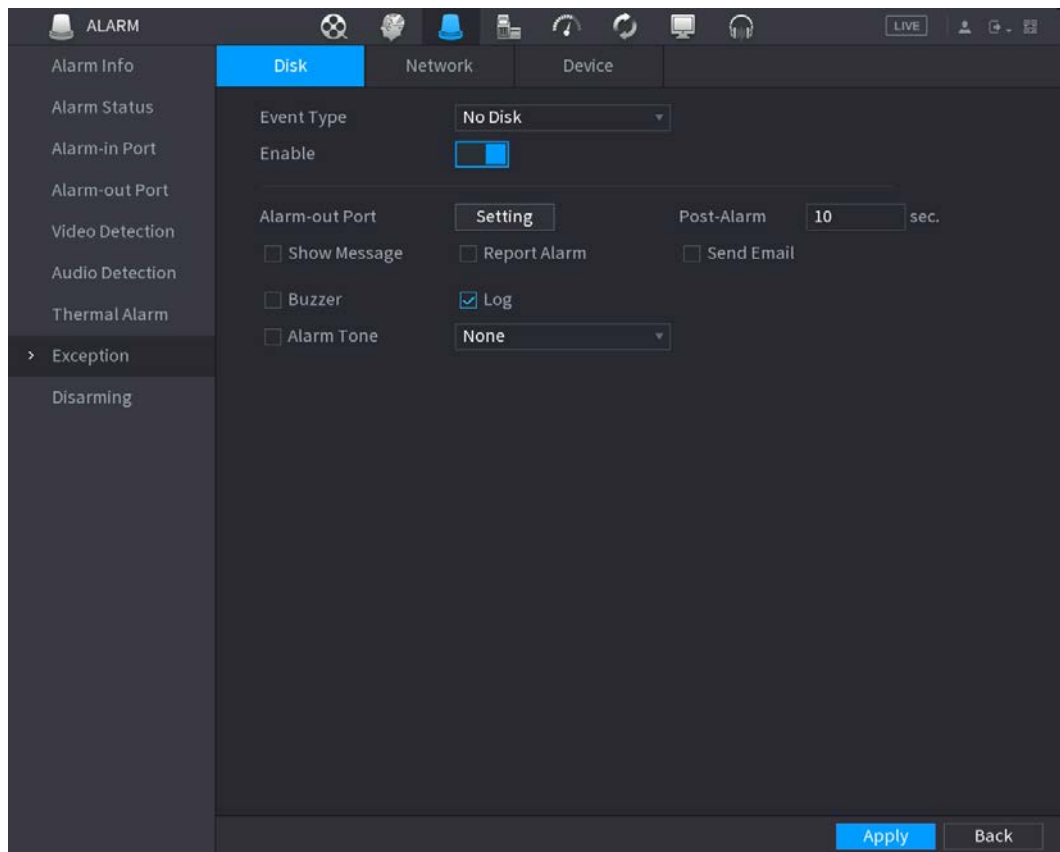 ALARM LIVE
Alarm Info Disk Network Device
Alarm Status Event Type No Disk
Alarm-in Port Enable
Alarm-out Port
Alarm-out Port Setting Post-Alarm 10 sec.
Video Detection
Show Message Report Alarm Send Email
Audio Detection
Buzzer Log
Thermal Alarm
Alarm Tone None
Exception
Disarming
Apply Back